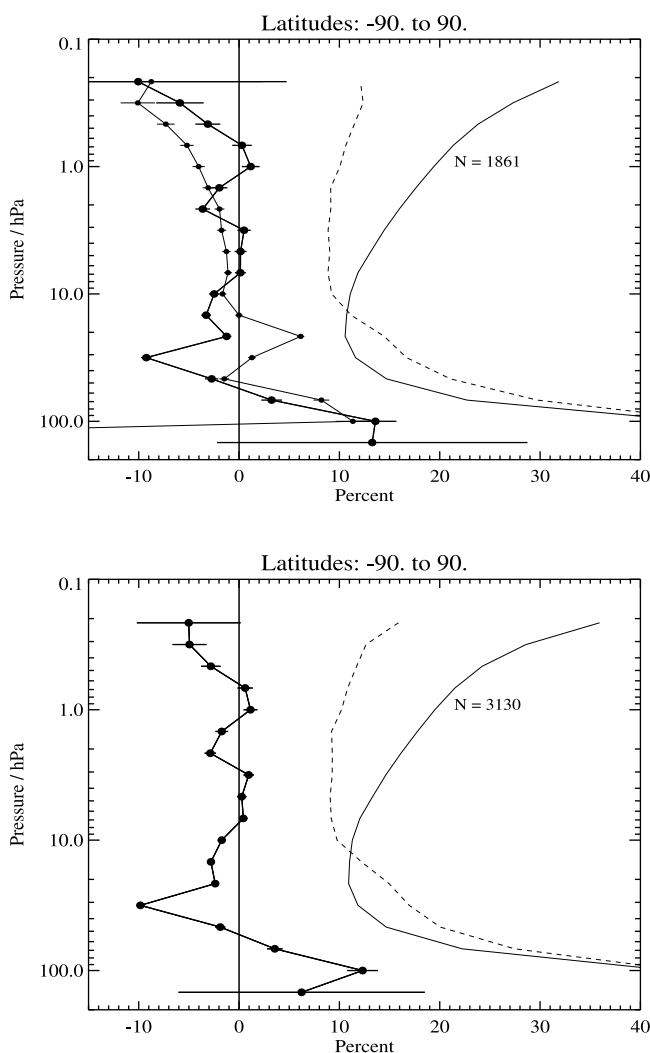 Latitudes: -90. to 90.
0.1
1.0
10.0
100.0
Pressure / hPa
N = 1861
-10 0 10 20 30 40
Percent
Latitudes: -90. to 90.
0.1
1.0
10.0
100.0
Pressure / hPa
N = 3130
-10 0 10 20 30 40
Percent